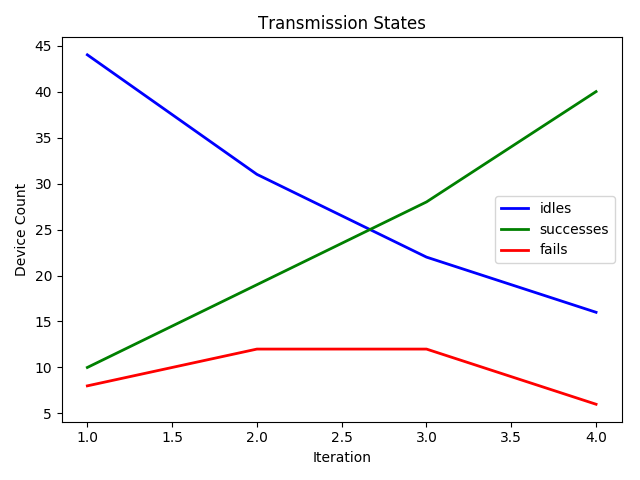 Transmission States
45
40
35
30
25
20
15
10
5
Device Count
idles
successes
fails
1.0 1.5 2.0 2.5 3.0 3.5 4.0
Iteration